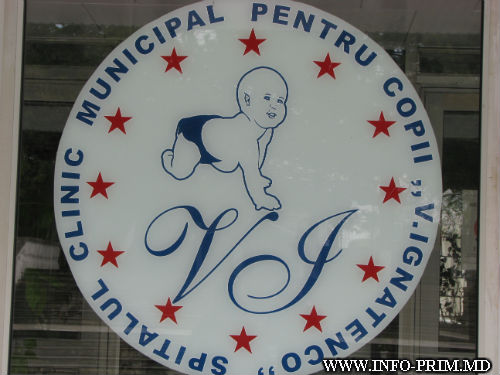 SPITALUL CLINIC MUNICIPAL PENTRU COPII „V.IGNATENCO”
VI
WWW.INFO-PRIM.MD